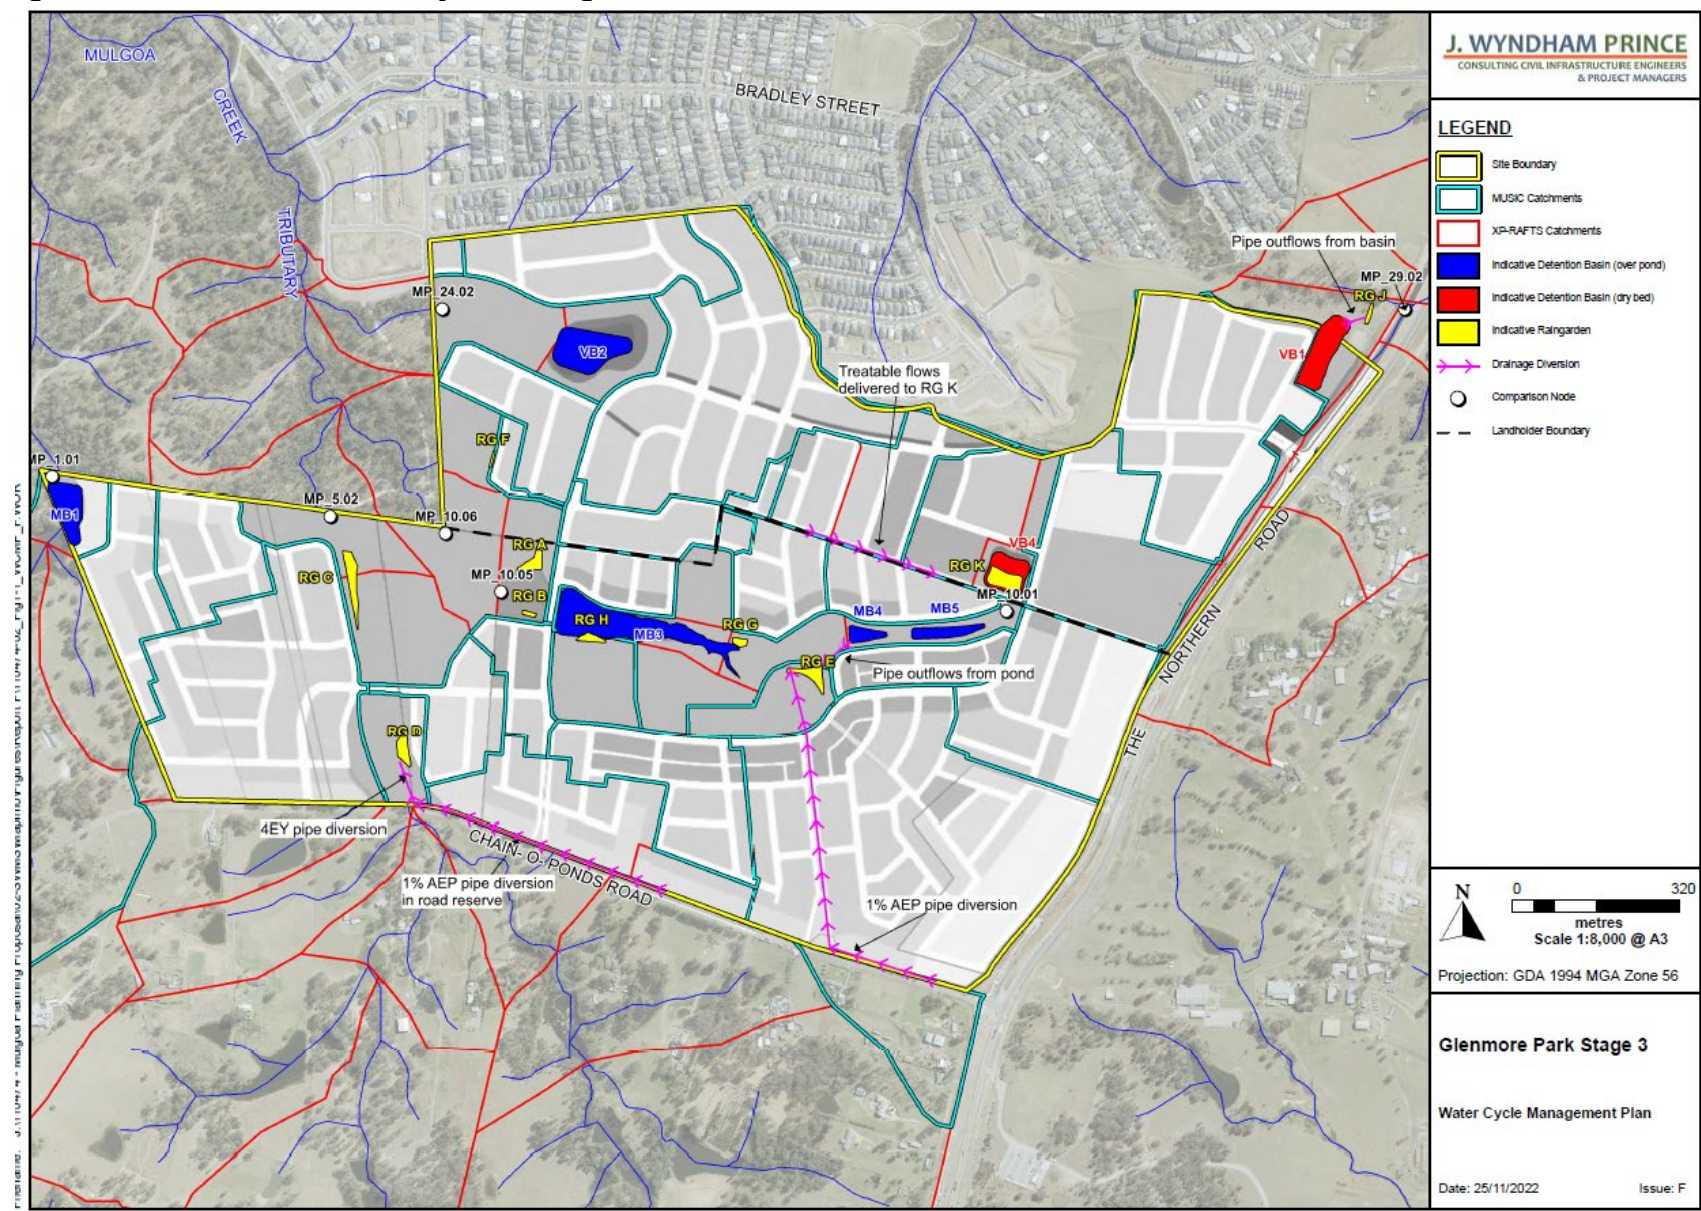 MULGOA
CREEK
TRIBUTARY
BRADLEY STREET
Pipe outflows from basin
MP_29.02
RG J
VB1
MP_24.02
VB2
Treatable flows
delivered to RG K
RG F
MP_1.01
MB1
MP_5.02
MP_10.06
RG A
RG C
MP_10.05
RG B
RG H
MB3
RG G
RG E
MB4
MB5
RG K
VB4
MP_10.01
Pipe outflows from pond
THE NORTHERN ROAD
RG D
4EY pipe diversion
CHAIN- O- PONDS ROAD
1% AEP pipe diversion
in road reserve
1% AEP pipe diversion
J. WYNDHAM PRINCE
CONSULTING CIVIL INFRASTRUCTURE ENGINEERS
& PROJECT MANAGERS
LEGEND
Site Boundary
MUSIC Catchments
XP-RAFTS Catchments
Indicative Detention Basin (over pond)
Indicative Detention Basin (dry bed)
Indicative Raingarden
Drainage Diversion
Comparison Node
Landholder Boundary
N
0 320
metres
Scale 1:8,000 @ A3
Projection: GDA 1994 MGA Zone 56
Glenmore Park Stage 3
Water Cycle Management Plan
Date: 25/11/2022 Issue: F